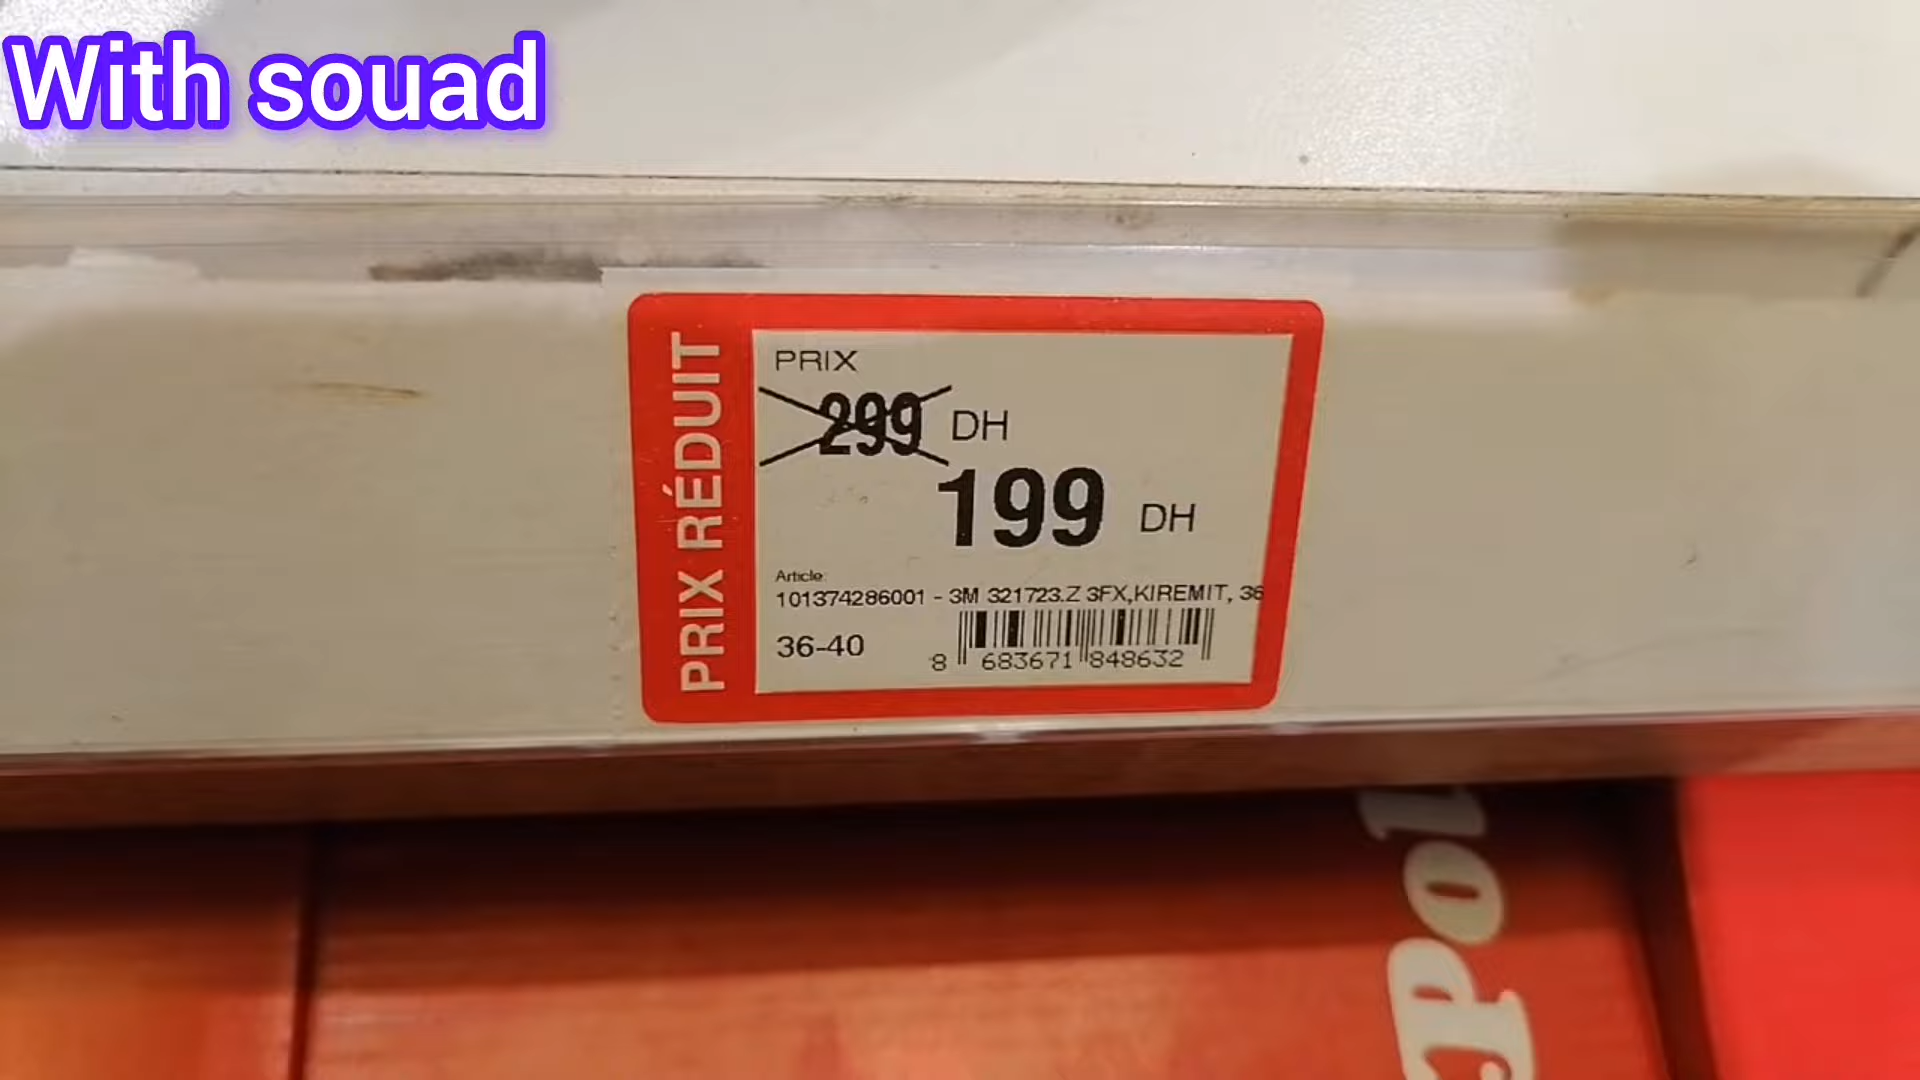 With souad
PRIX RÉDUIT
PRIX
299 DH
199 DH
Article:
101374286001 - 3M 321723.Z 3FX,KIREMIT, 36
36-40
8 683671 848632